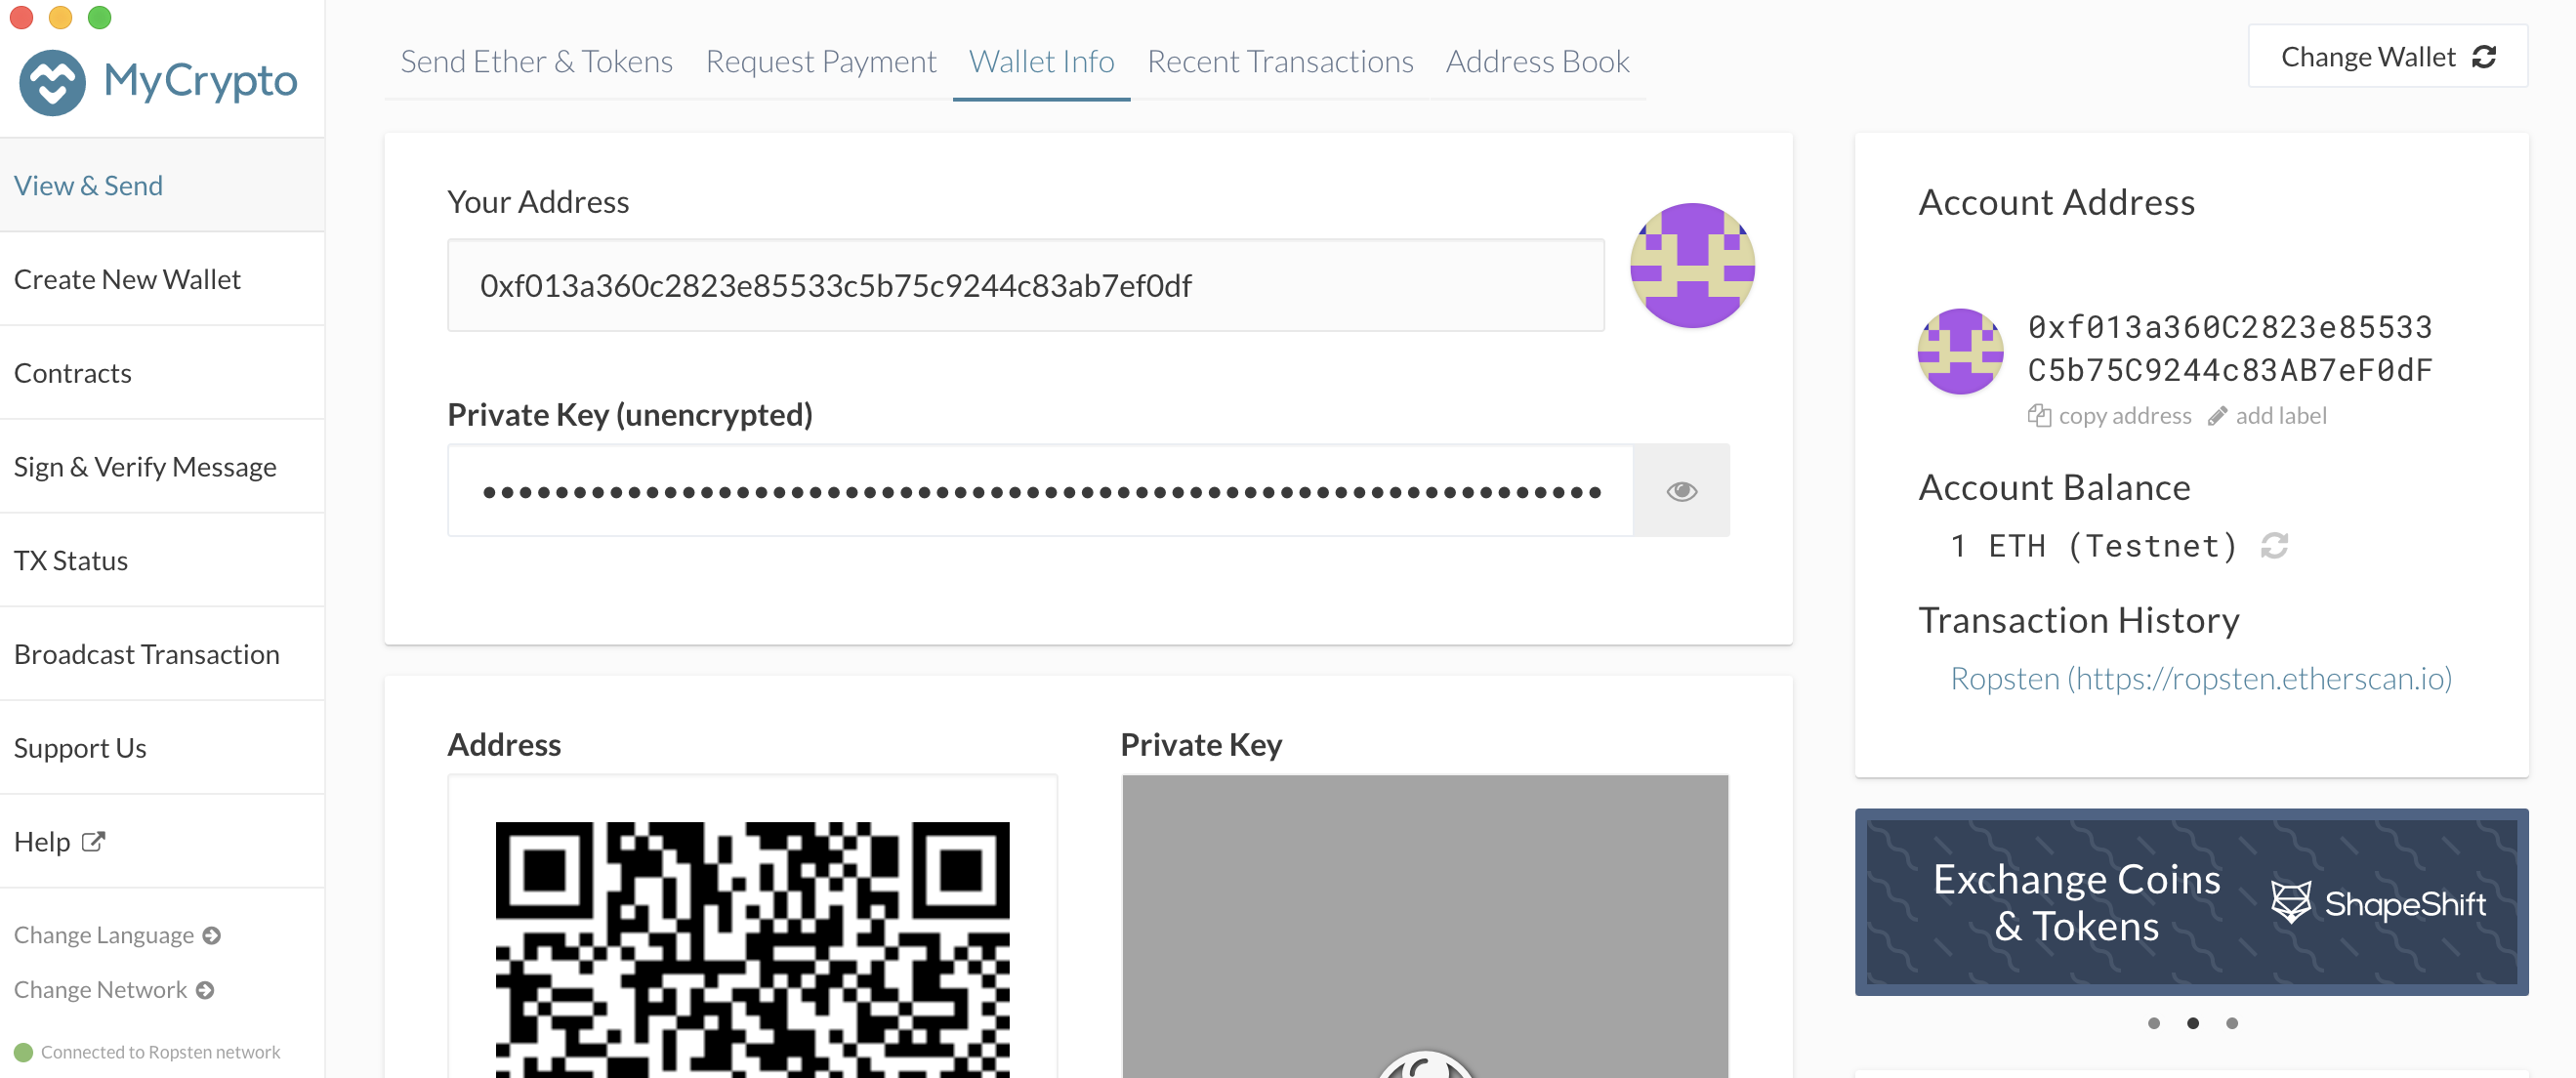 MyCrypto
View & Send
Create New Wallet
Contracts
Sign & Verify Message
TX Status
Broadcast Transaction
Support Us
Help
Change Language
Change Network
Connected to Ropsten network
Send Ether & Tokens
Request Payment
Wallet Info
Recent Transactions
Address Book
Change Wallet
Your Address
0xf013a360c2823e85533c5b75c9244c83ab7ef0df
Private Key (unencrypted)
Address
Private Key
Account Address
0xf013a360C2823e85533
C5b75C9244c83AB7eF0dF
copy address
add label
Account Balance
1 ETH (Testnet)
Transaction History
Ropsten (https://ropsten.etherscan.io)
Exchange Coins
& Tokens
ShapeShift